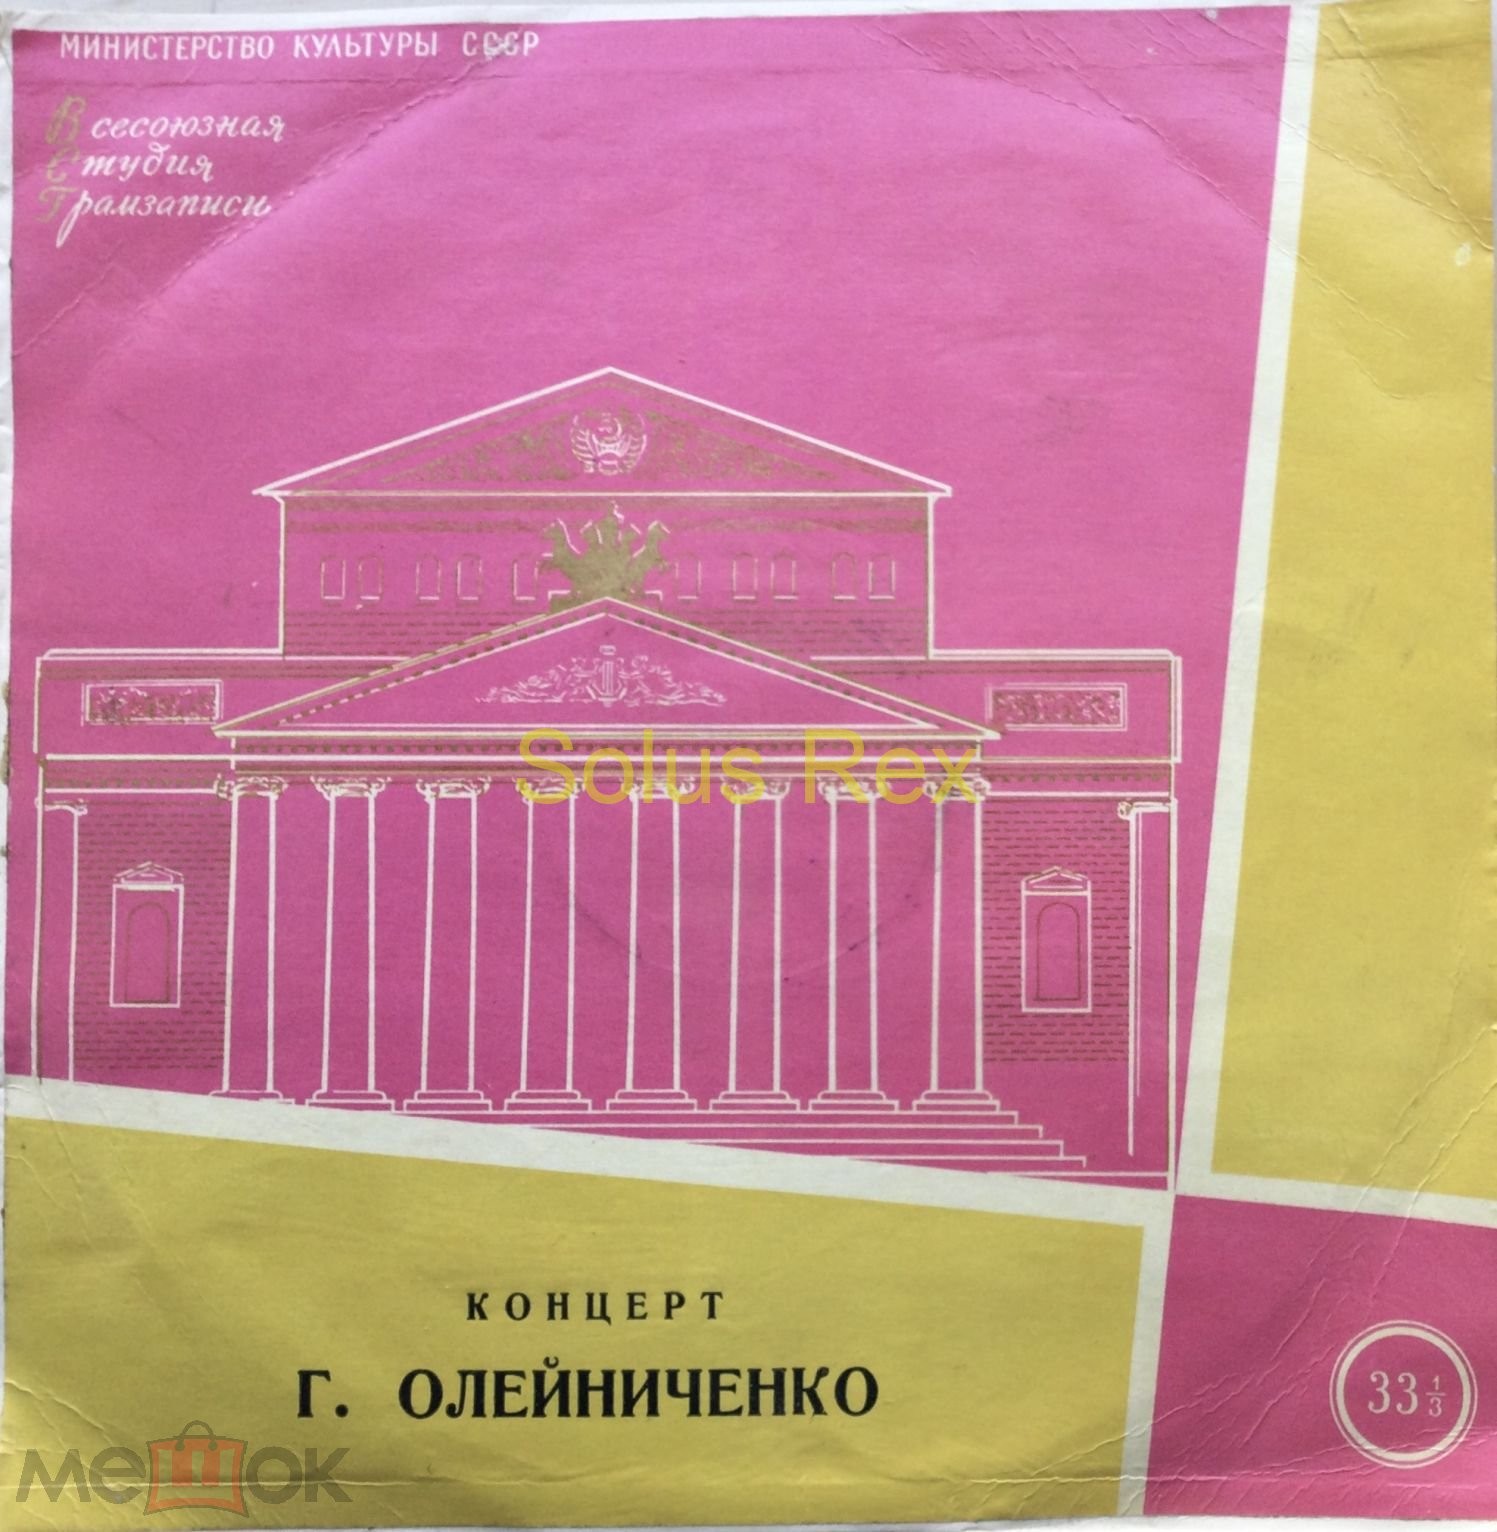 МИНИСТЕРСТВО КУЛЬТУРЫ СССР
Всесоюзная
Студия
Грамзаписи
Solus Rex
КОНЦЕРТ
Г. ОЛЕЙНИЧЕНКО
33 1/3
мешок